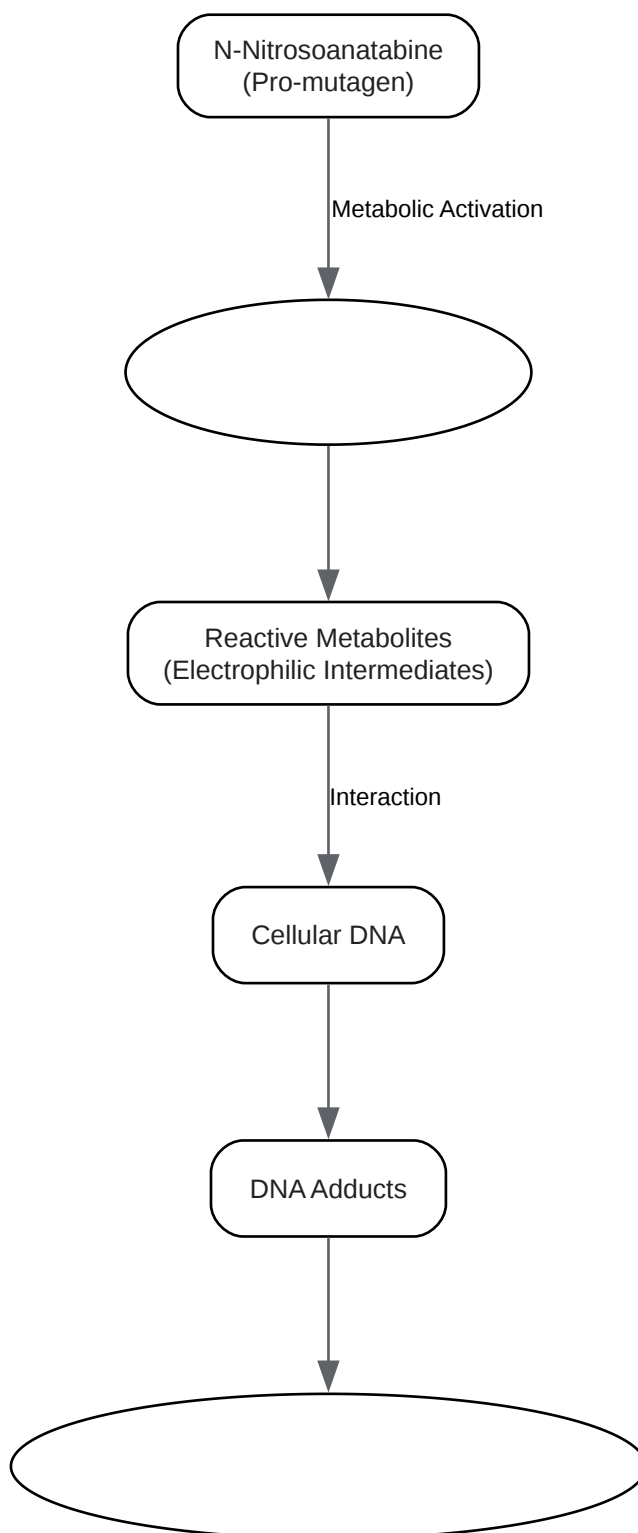 N-Nitrosoanatabine
(Pro-mutagen)
Metabolic Activation
Reactive Metabolites
(Electrophilic Intermediates)
Interaction
Cellular DNA
DNA Adducts